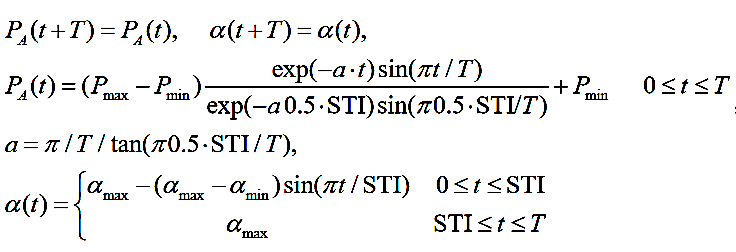 P_A(t+T) = P_A(t),   α(t+T) = α(t),
P_A(t) = (P_max − P_min) exp(−a·t)sin(πt/T) / exp(−a0.5·STI)sin(π0.5·STI/T) + P_min   0 ≤ t ≤ T ,
a = π/T/tan(π0.5·STI/T),
α(t) = { α_max − (α_max − α_min)sin(πt/STI)   0 ≤ t ≤ STI
α_max   STI ≤ t ≤ T